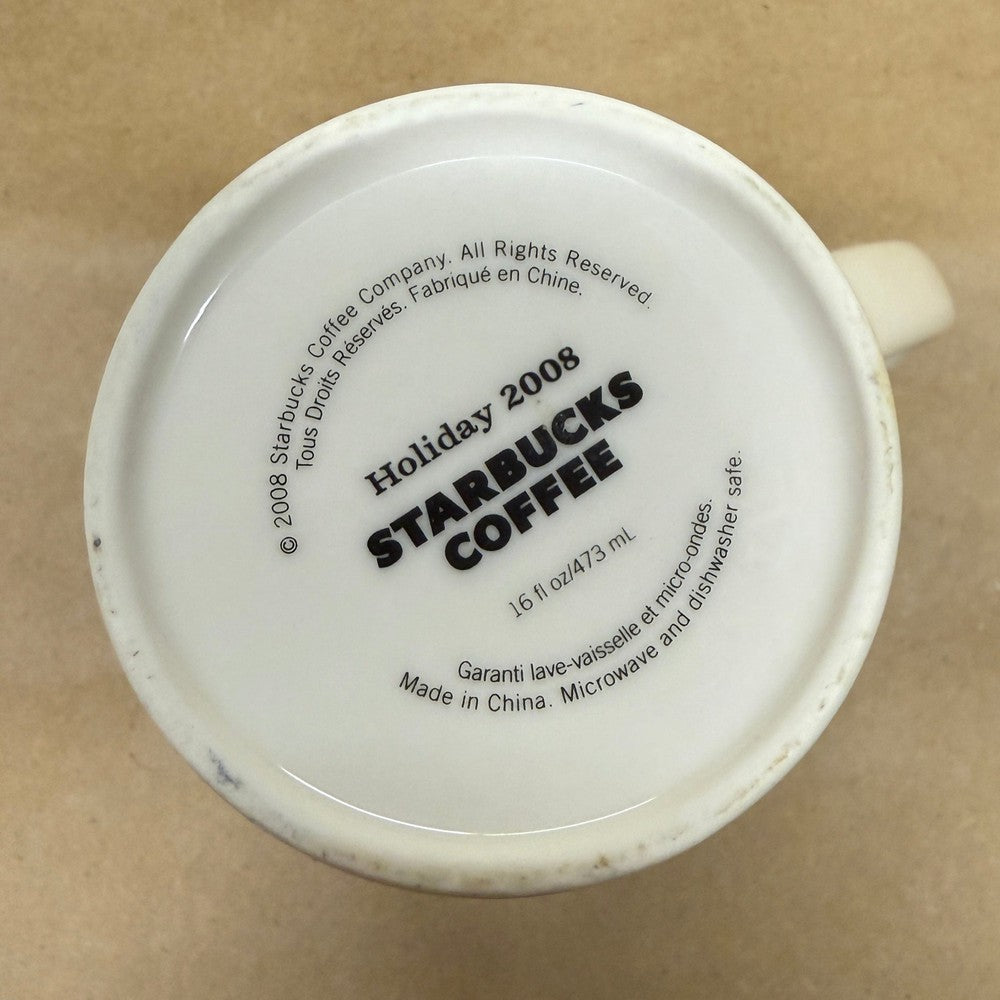 © 2008 Starbucks Coffee Company. All Rights Reserved.
Tous Droits Réservés. Fabriqué en Chine.
Holiday 2008
STARBUCKS
COFFEE
16 fl oz/473 mL
Garanti lave-vaisselle et micro-ondes.
Made in China. Microwave and dishwasher safe.